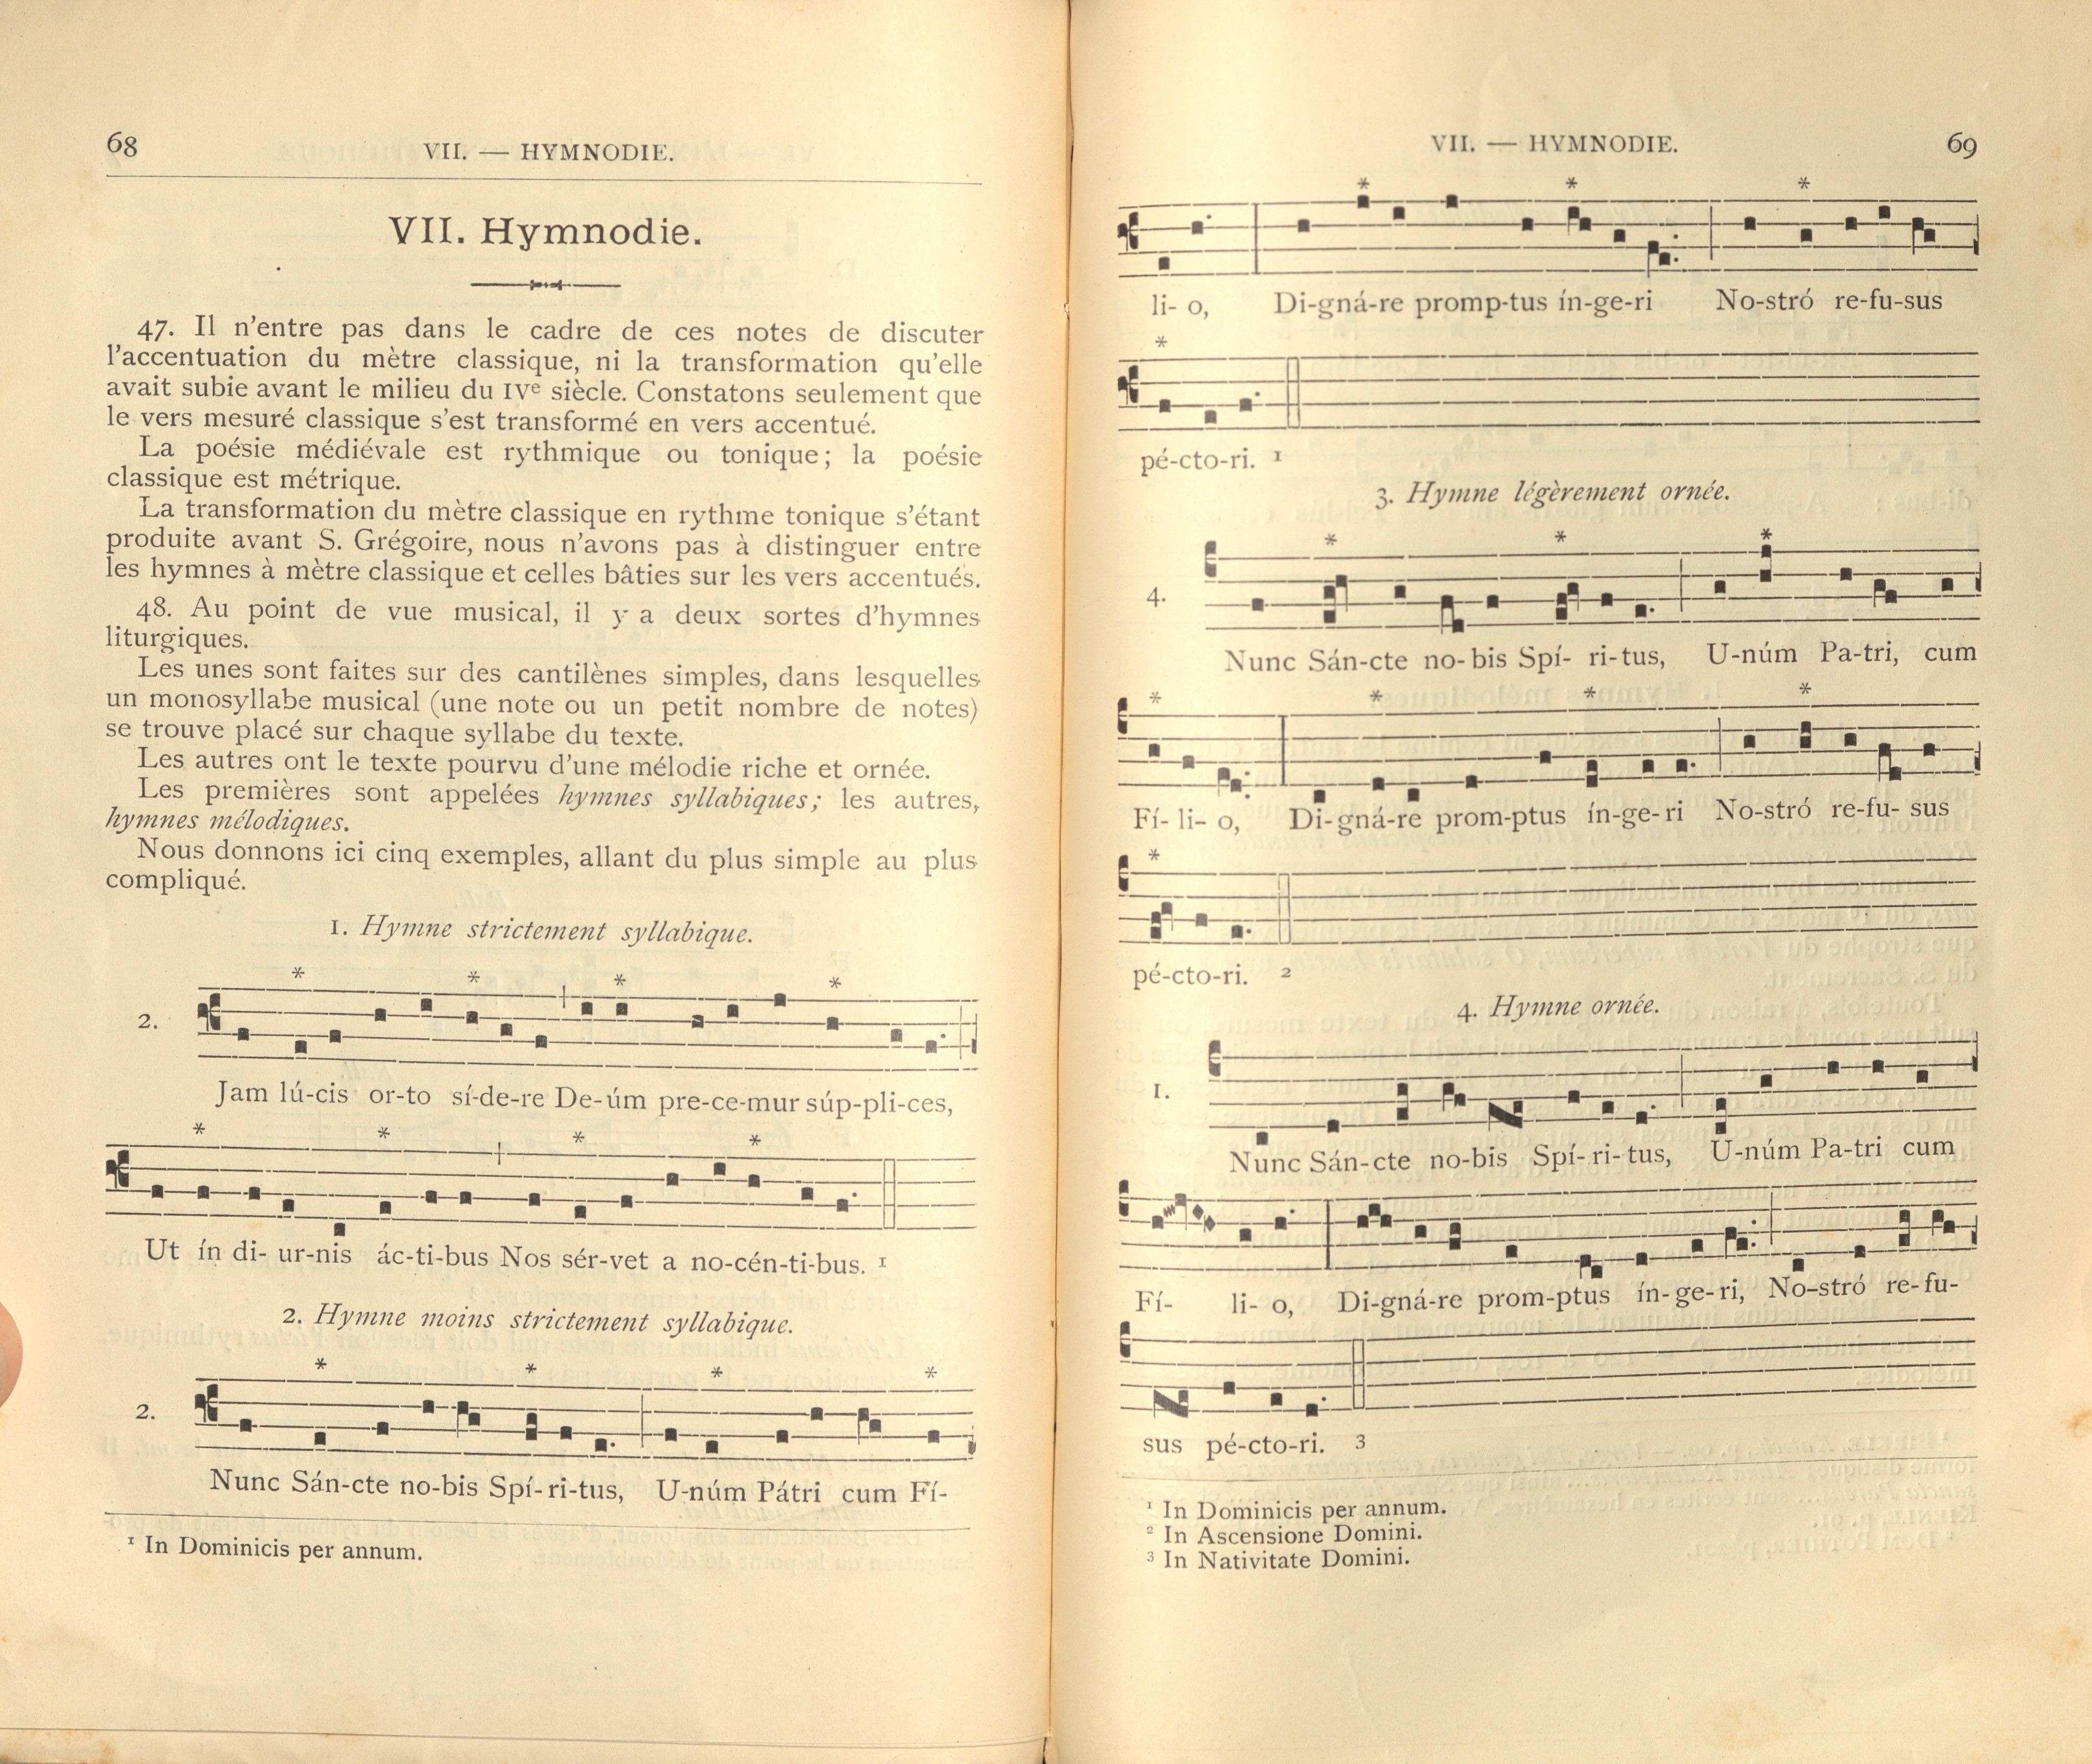 68
VII. — HYMNODIE.
VII. Hymnodie.
47. Il n'entre pas dans le cadre de ces notes de discuter
l'accentuation du mètre classique, ni la transformation qu'elle
avait subie avant le milieu du IVe siècle. Constatons seulement que
le vers mesuré classique s'est transformé en vers accentué.
La poésie médiévale est rythmique ou tonique; la poésie
classique est métrique.
La transformation du mètre classique en rythme tonique s'étant
produite avant S. Grégoire, nous n'avons pas à distinguer entre
les hymnes à mètre classique et celles bâties sur les vers accentués.
48. Au point de vue musical, il y a deux sortes d'hymnes
liturgiques.
Les unes sont faites sur des cantilènes simples, dans lesquelles
un monosyllabe musical (une note ou un petit nombre de notes)
se trouve placé sur chaque syllabe du texte.
Les autres ont le texte pourvu d'une mélodie riche et ornée.
Les premières sont appelées hymnes syllabiques; les autres,
hymnes mélodiques.
Nous donnons ici cinq exemples, allant du plus simple au plus
compliqué.
1. Hymne strictement syllabique.
* * * *
2.
Jam lú-cis or-to sí-de-re De-úm pre-ce-mur súp-pli-ces,
* * * *
Ut ín di- ur-nis ác-ti-bus Nos sér-vet a no-cén-ti-bus. 1
2. Hymne moins strictement syllabique.
* * * *
2.
Nunc Sán-cte no-bis Spí-ri-tus, U-núm Pátri cum Fí-
1 In Dominicis per annum.
VII. — HYMNODIE.
69
* * *
li- o, Di-gná-re promp-tus ín-ge-ri No-stró re-fu-sus
*
pé-cto-ri. 1
3. Hymne légèrement ornée.
* * *
4.
Nunc Sán-cte no-bis Spí- ri-tus, U-núm Pa-tri, cum
* * * *
Fí- li- o, Di-gná-re prom-ptus ín-ge-ri No-stró re-fu- sus
*
pé-cto-ri. 2
4. Hymne ornée.
1.
Nunc Sán-cte no-bis Spí- ri- tus, U-núm Pa-tri cum
Fí- li- o, Di-gná-re prom-ptus ín-ge-ri, No-stró re-fu-
sus pé-cto-ri. 3
1 In Dominicis per annum.
2 In Ascensione Domini.
3 In Nativitate Domini.